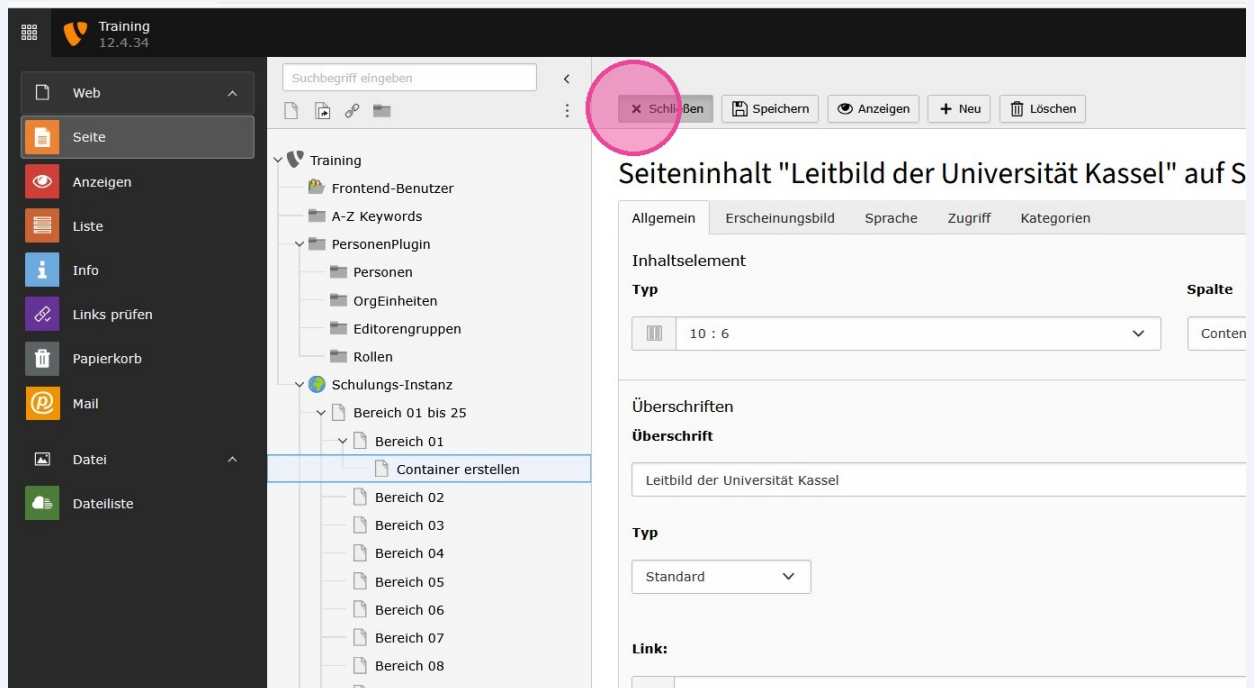 Training
12.4.34
Web
Seite
Anzeigen
Liste
Info
Links prüfen
Papierkorb
Mail
Datei
Dateiliste
Suchbegriff eingeben
Training
Frontend-Benutzer
A-Z Keywords
PersonenPlugin
Personen
OrgEinheiten
Editorengruppen
Rollen
Schulungs-Instanz
Bereich 01 bis 25
Bereich 01
Container erstellen
Bereich 02
Bereich 03
Bereich 04
Bereich 05
Bereich 06
Bereich 07
Bereich 08
Schließen Speichern Anzeigen Neu Löschen
Seiteninhalt "Leitbild der Universität Kassel" auf S
Allgemein Erscheinungsbild Sprache Zugriff Kategorien
Inhaltselement
Typ Spalte
10 : 6 Conten
Überschriften
Überschrift
Leitbild der Universität Kassel
Typ
Standard
Link: